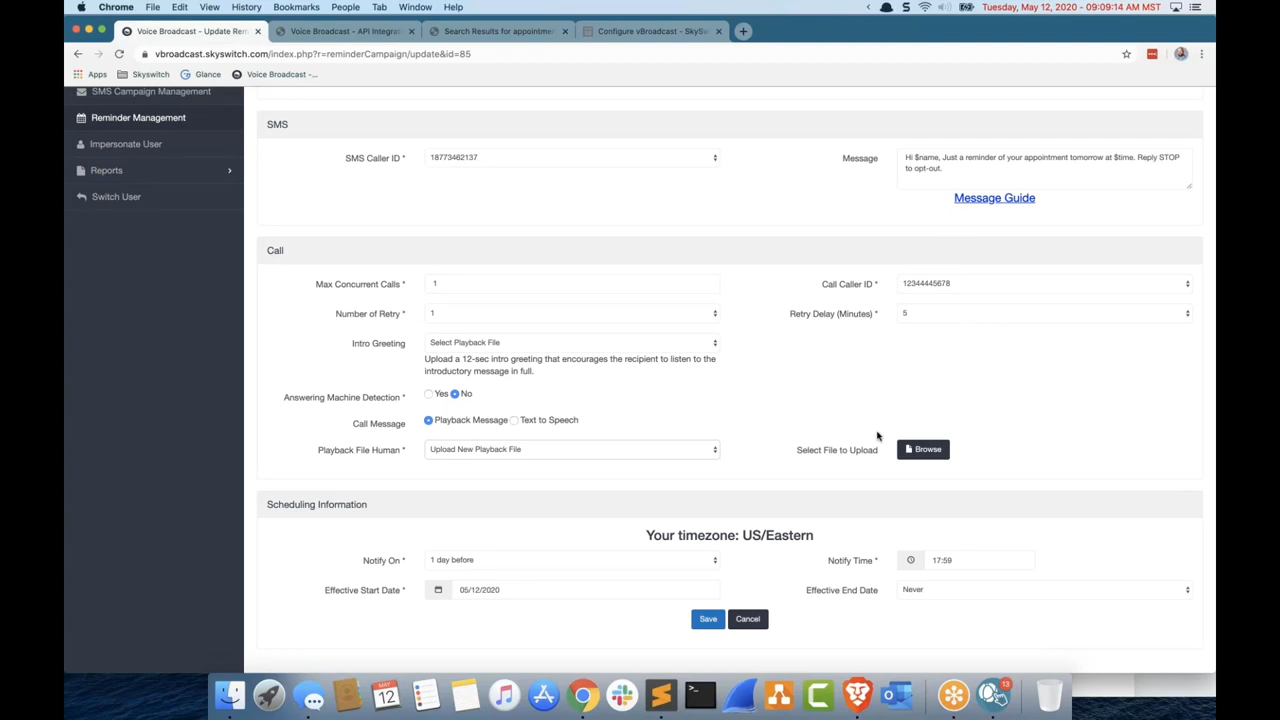 Chrome File Edit View History Bookmarks People Tab Window Help
Tuesday, May 12, 2020 - 09:09:14 AM MST
Voice Broadcast - Update Rem
Voice Broadcast - API Integrat
Search Results for appointmen
Configure vBroadcast - SkySw
vbroadcast.skyswitch.com/index.php?r=reminderCampaign/update&id=85
Apps Skyswitch Glance Voice Broadcast -...
SMS Campaign Management
Reminder Management
Impersonate User
Reports
Switch User
SMS
SMS Caller ID * 18773462137
Message
Hi $name, Just a reminder of your appointment tomorrow at $time. Reply STOP
to opt-out.
Message Guide
Call
Max Concurrent Calls * 1
Call Caller ID * 12344445678
Number of Retry * 1
Retry Delay (Minutes) * 5
Intro Greeting Select Playback File
Upload a 12-sec intro greeting that encourages the recipient to listen to the
introductory message in full.
Answering Machine Detection * Yes No
Call Message Playback Message Text to Speech
Playback File Human * Upload New Playback File
Select File to Upload Browse
Scheduling Information
Your timezone: US/Eastern
Notify On * 1 day before
Notify Time * 17:59
Effective Start Date * 05/12/2020
Effective End Date Never
Save Cancel
MAY
12
13